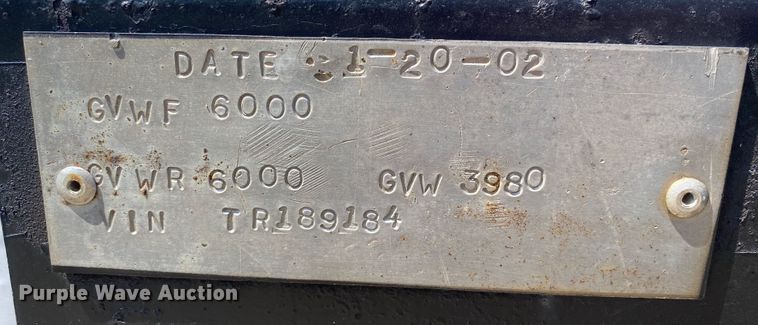 DATE 1-20-02
GVWF 6000
GVWR 6000 GVW 3980
VIN TR189184
Purple Wave Auction